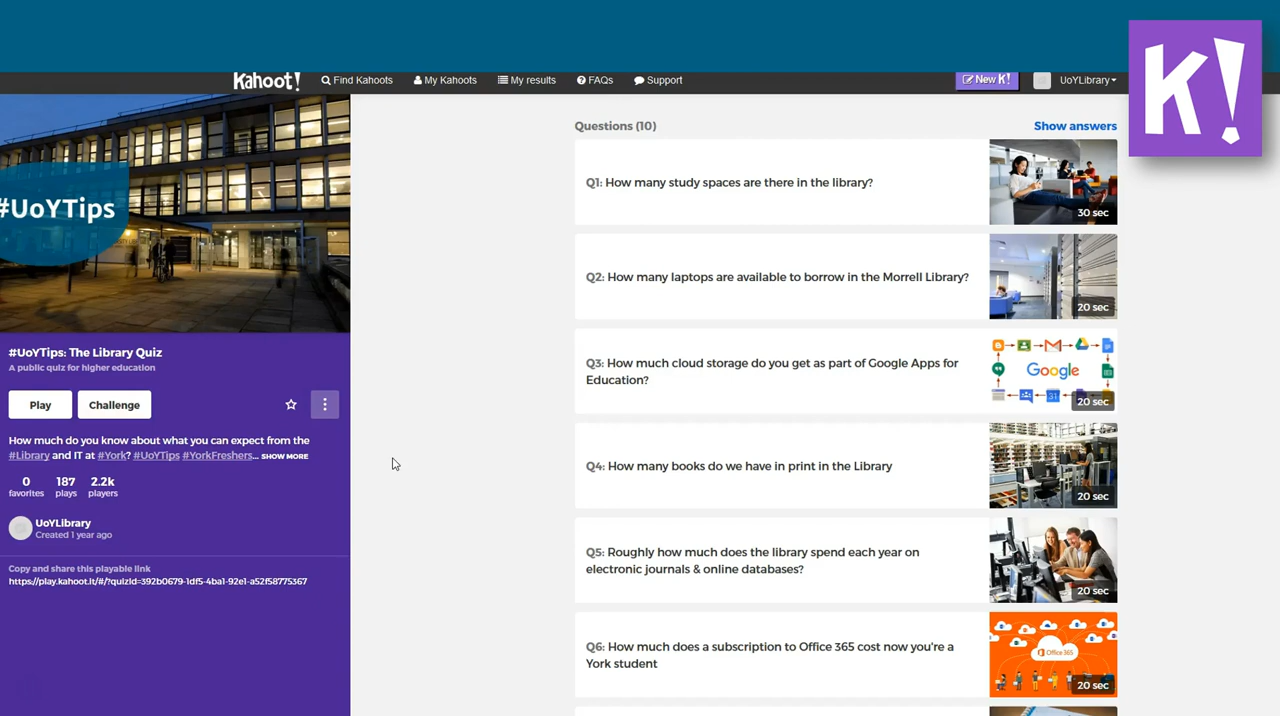 Kahoot!
Find Kahoots
My Kahoots
My results
FAQs
Support
New K!
UoYLibrary
K!
#UoYTips
#UoYTips: The Library Quiz
A public quiz for higher education
Play
Challenge
How much do you know about what you can expect from the
#Library and IT at #York? #UoYTips #YorkFreshers... SHOW MORE
0 187 2.2k
favorites plays players
UoYLibrary
Created 1 year ago
Copy and share this playable link
https://play.kahoot.it/#/?quizId=392b0679-1df5-4ba1-92e1-a52f58775367
Questions (10)
Show answers
Q1: How many study spaces are there in the library?
30 sec
Q2: How many laptops are available to borrow in the Morrell Library?
20 sec
Q3: How much cloud storage do you get as part of Google Apps for
Education?
Google
20 sec
Q4: How many books do we have in print in the Library
20 sec
Q5: Roughly how much does the library spend each year on
electronic journals & online databases?
20 sec
Q6: How much does a subscription to Office 365 cost now you're a
York student
Office 365
20 sec